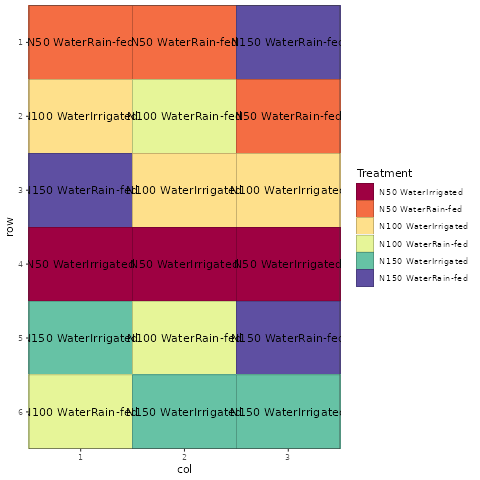 1 N50 WaterRain-fed N50 WaterRain-fed N150 WaterRain-fed
2 N100 WaterIrrigated N100 WaterRain-fed N50 WaterRain-fed
3 N150 WaterRain-fed N100 WaterIrrigated N100 WaterIrrigated
4 N50 WaterIrrigated N50 WaterIrrigated N50 WaterIrrigated
5 N150 WaterIrrigated N100 WaterRain-fed N150 WaterRain-fed
6 N100 WaterRain-fed N150 WaterIrrigated N150 WaterIrrigated
1 2 3
col
row
Treatment
N50 WaterIrrigated
N50 WaterRain-fed
N100 WaterIrrigated
N100 WaterRain-fed
N150 WaterIrrigated
N150 WaterRain-fed